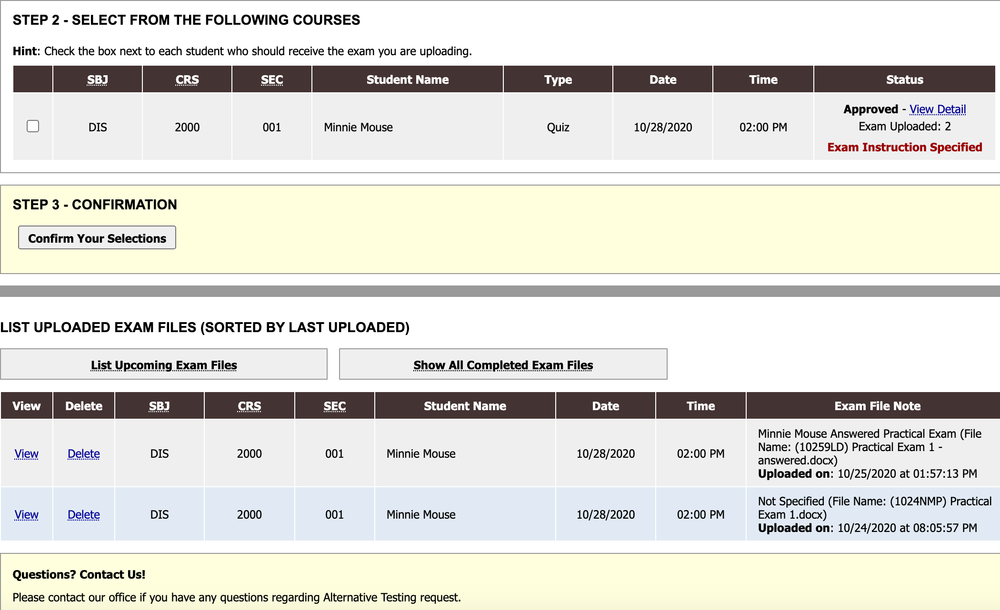 STEP 2 - SELECT FROM THE FOLLOWING COURSES
Hint: Check the box next to each student who should receive the exam you are uploading.
SBJ CRS SEC Student Name Type Date Time Status
DIS 2000 001 Minnie Mouse Quiz 10/28/2020 02:00 PM Approved - View Detail
Exam Uploaded: 2
Exam Instruction Specified
STEP 3 - CONFIRMATION
Confirm Your Selections
LIST UPLOADED EXAM FILES (SORTED BY LAST UPLOADED)
List Upcoming Exam Files Show All Completed Exam Files
View Delete SBJ CRS SEC Student Name Date Time Exam File Note
View Delete DIS 2000 001 Minnie Mouse 10/28/2020 02:00 PM Minnie Mouse Answered Practical Exam (File
Name: (10259LD) Practical Exam 1 -
answered.docx)
Uploaded on: 10/25/2020 at 01:57:13 PM
View Delete DIS 2000 001 Minnie Mouse 10/28/2020 02:00 PM Not Specified (File Name: (1024NMP) Practical
Exam 1.docx)
Uploaded on: 10/24/2020 at 08:05:57 PM
Questions? Contact Us!
Please contact our office if you have any questions regarding Alternative Testing request.